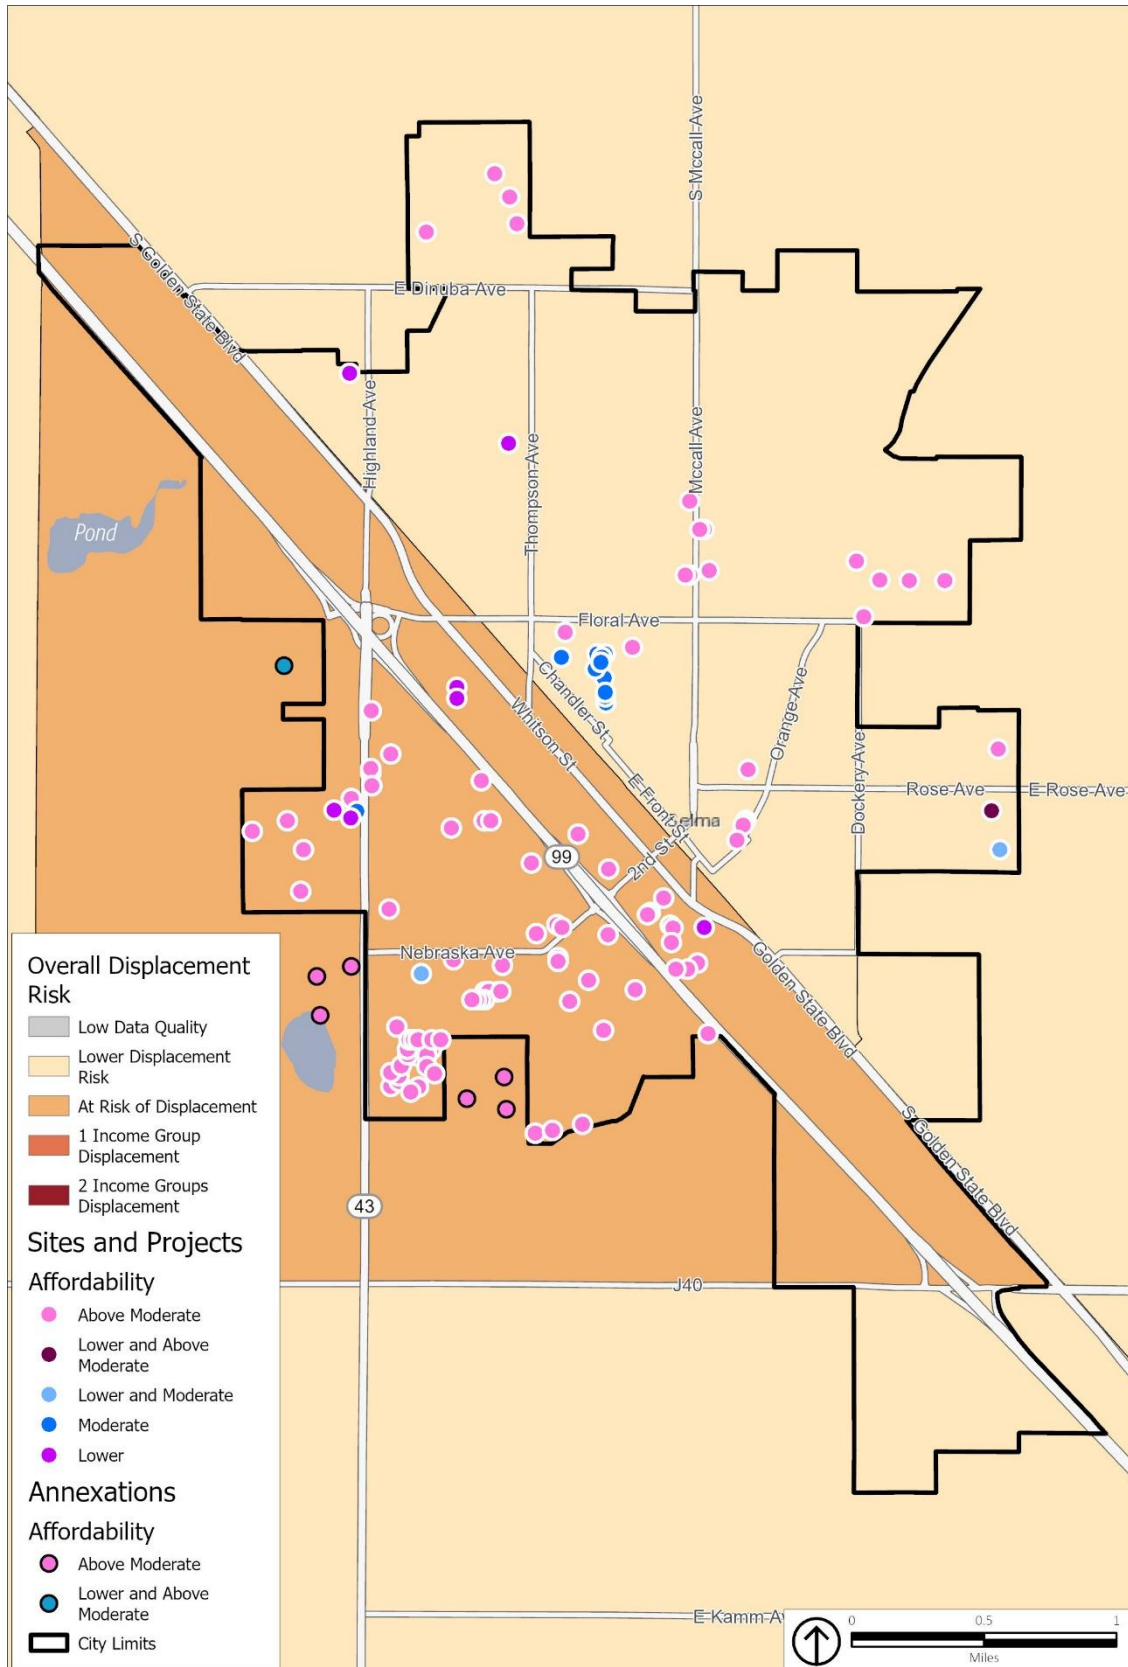 S Mccall Ave
S Golden State Blvd
E Dinuba Ave
Highland Ave
Thompson Ave
Mccall Ave
Pond
Floral Ave
Chandler St
Whitson St
Orange Ave
Dockery Ave
E Front St
Rose Ave
E Rose Ave
Selma
2nd St
99
Nebraska Ave
Golden State Blvd
S Golden State Blvd
43
J40
E Kamm Av
Overall Displacement
Risk
Low Data Quality
Lower Displacement
Risk
At Risk of Displacement
1 Income Group
Displacement
2 Income Groups
Displacement
Sites and Projects
Affordability
Above Moderate
Lower and Above
Moderate
Lower and Moderate
Moderate
Lower
Annexations
Affordability
Above Moderate
Lower and Above
Moderate
City Limits
0 0.5 1
Miles